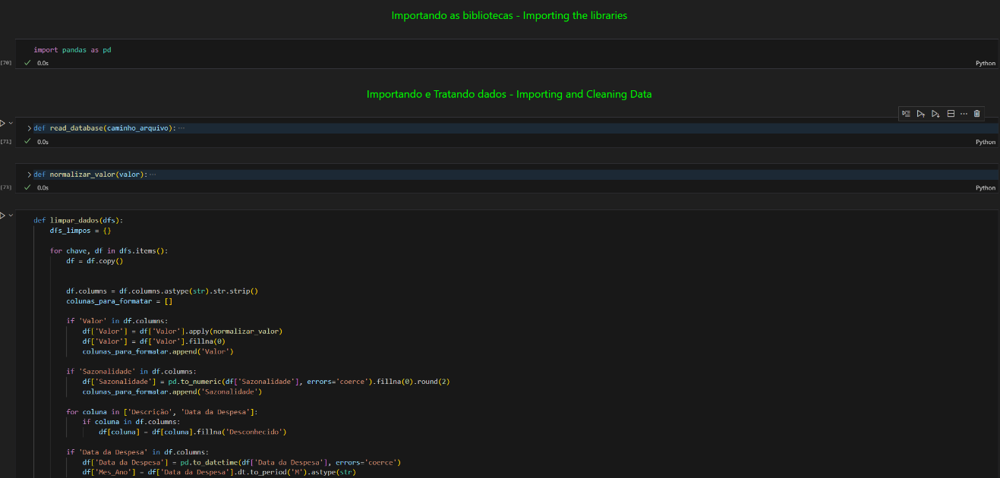 Importando as bibliotecas - Importing the libraries
import pandas as pd
[70]
0.0s
Python
Importando e Tratando dados - Importing and Cleaning Data
def read_database(caminho_arquivo): ···
[71]
0.0s
Python
def normalizar_valor(valor): ···
[73]
0.0s
Python
def limpar_dados(dfs):
dfs_limpos = {}
for chave, df in dfs.items():
df = df.copy()
df.columns = df.columns.astype(str).str.strip()
colunas_para_formatar = []
if 'Valor' in df.columns:
df['Valor'] = df['Valor'].apply(normalizar_valor)
df['Valor'] = df['Valor'].fillna(0)
colunas_para_formatar.append('Valor')
if 'Sazonalidade' in df.columns:
df['Sazonalidade'] = pd.to_numeric(df['Sazonalidade'], errors='coerce').fillna(0).round(2)
colunas_para_formatar.append('Sazonalidade')
for coluna in ['Descrição', 'Data da Despesa']:
if coluna in df.columns:
df[coluna] = df[coluna].fillna('Desconhecido')
if 'Data da Despesa' in df.columns:
df['Data da Despesa'] = pd.to_datetime(df['Data da Despesa'], errors='coerce')
df['Mes_Ano'] = df['Data da Despesa'].dt.to_period('M').astype(str)